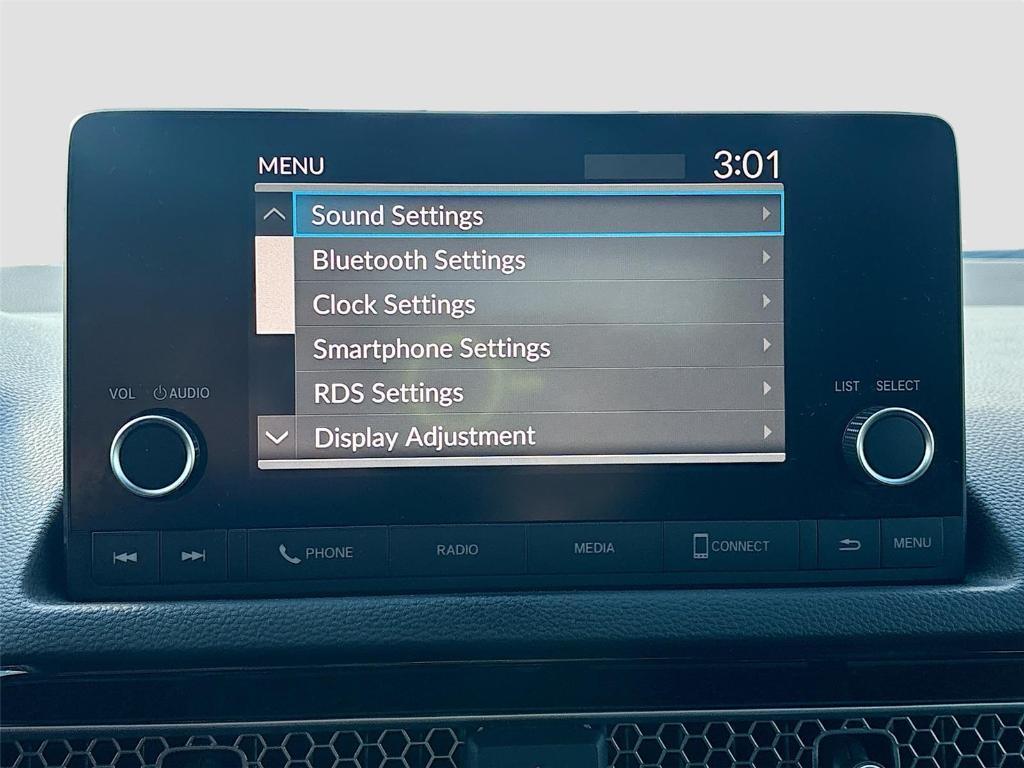 MENU 3:01
Sound Settings
Bluetooth Settings
Clock Settings
Smartphone Settings
RDS Settings
Display Adjustment
VOL AUDIO
LIST SELECT
PHONE RADIO MEDIA CONNECT MENU